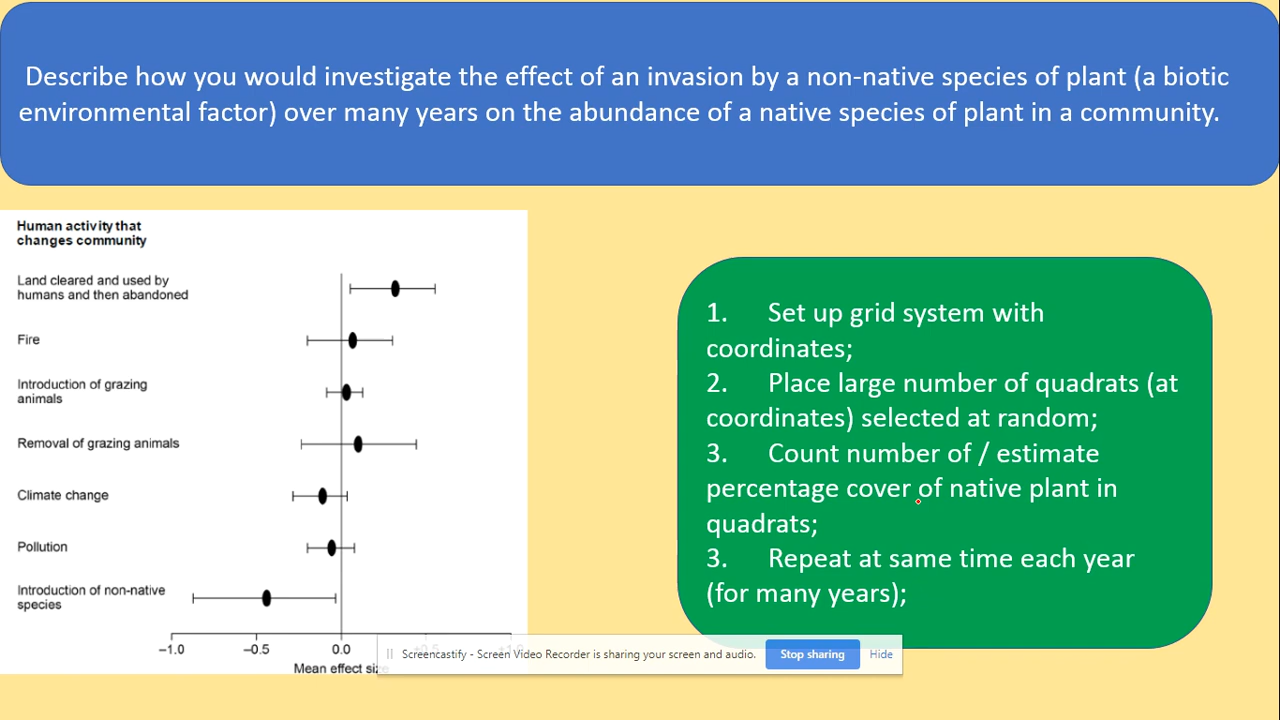 Describe how you would investigate the effect of an invasion by a non-native species of plant (a biotic
environmental factor) over many years on the abundance of a native species of plant in a community.
Human activity that
changes community
Land cleared and used by
humans and then abandoned
Fire
Introduction of grazing
animals
Removal of grazing animals
Climate change
Pollution
Introduction of non-native
species
−1.0 −0.5 0.0 +0.5 +1.0
Mean effect size
1. Set up grid system with
coordinates;
2. Place large number of quadrats (at
coordinates) selected at random;
3. Count number of / estimate
percentage cover of native plant in
quadrats;
3. Repeat at same time each year
(for many years);
Screencastify - Screen Video Recorder is sharing your screen and audio.
Stop sharing
Hide